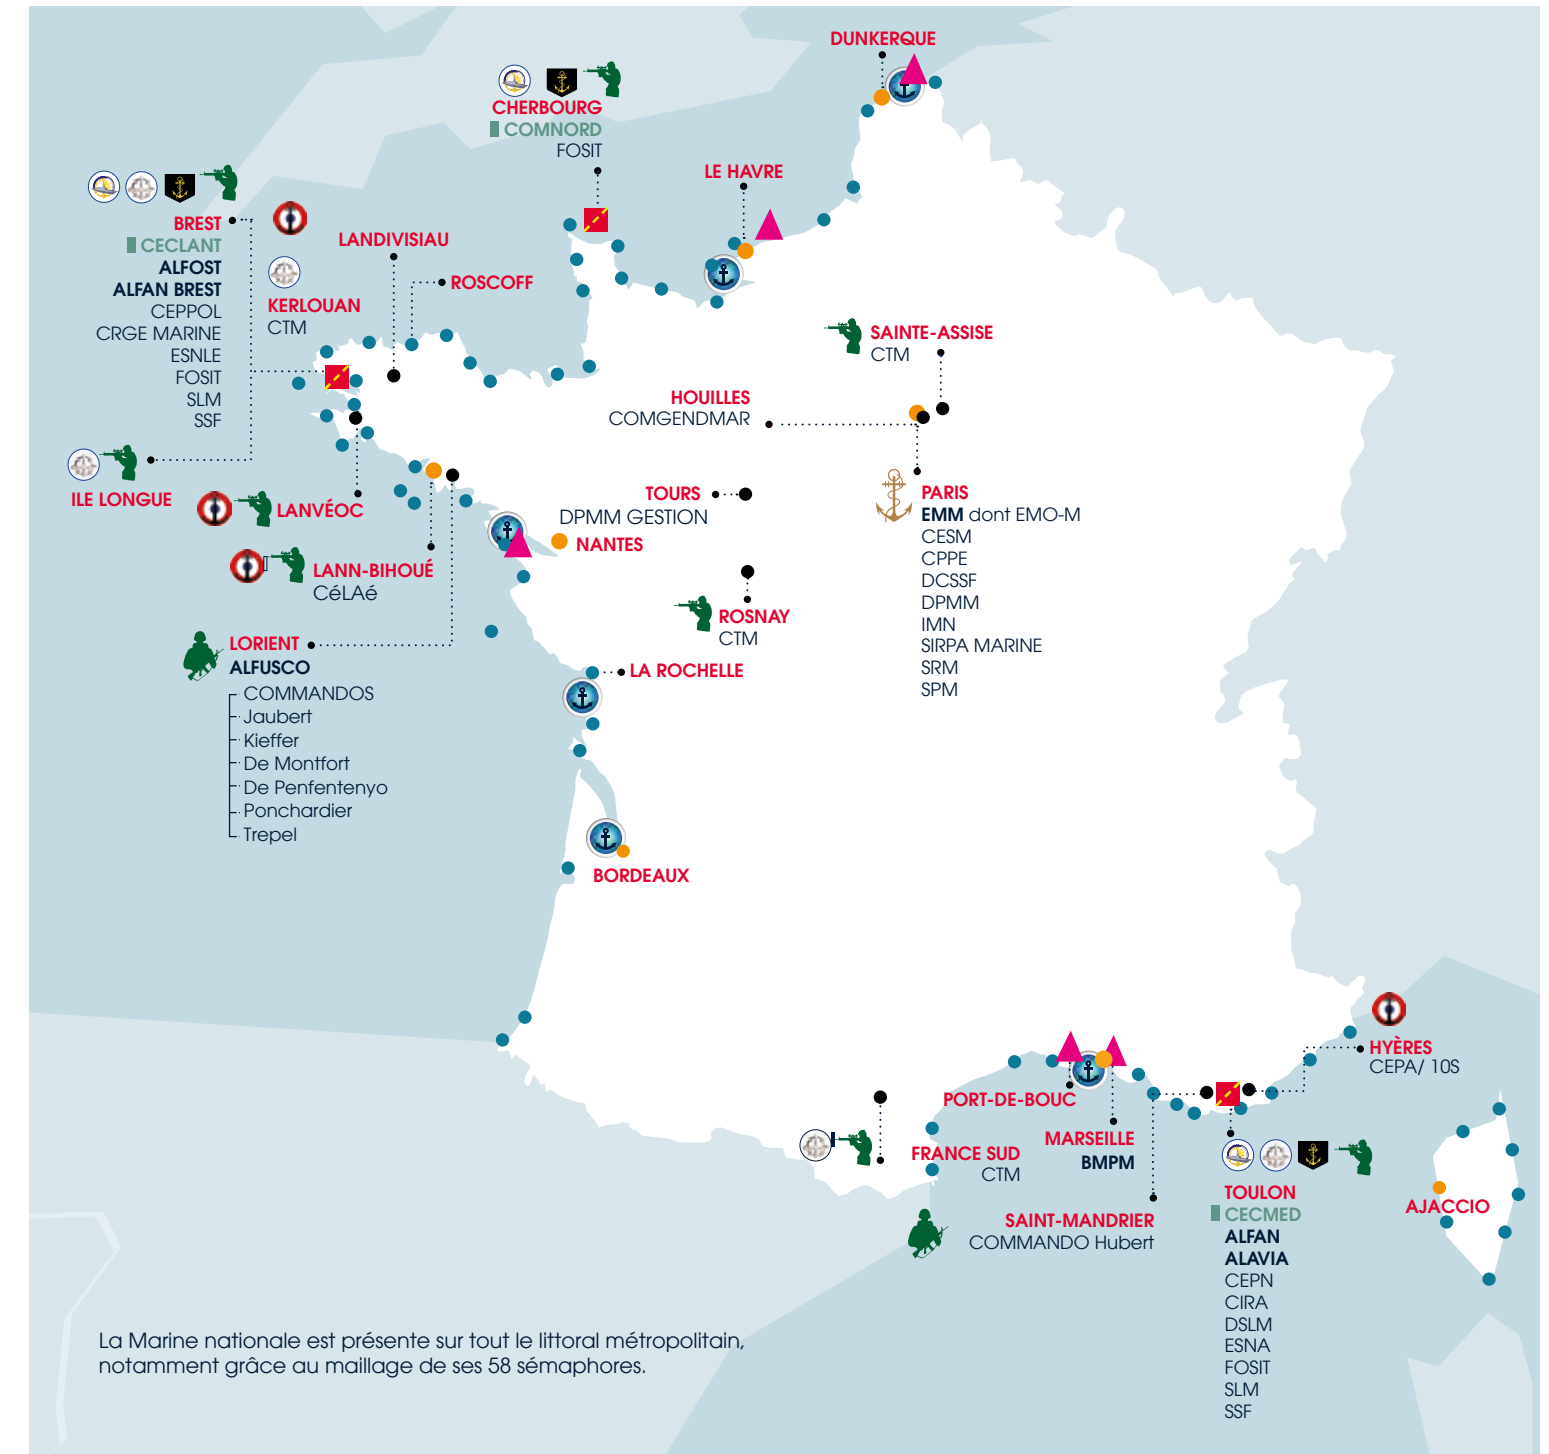 DUNKERQUE
CHERBOURG
COMNORD
FOSIT
LE HAVRE
BREST
CECLANT
ALFOST
ALFAN BREST
CEPPOL
CRGE MARINE
ESNLE
FOSIT
SLM
SSF
LANDIVISIAU
ROSCOFF
KERLOUAN
CTM
SAINTE-ASSISE
CTM
HOUILLES
COMGENDMAR
ILE LONGUE
LANVÉOC
TOURS
DPMM GESTION
NANTES
PARIS
EMM dont EMO-M
CESM
CPPE
DCSSF
DPMM
IMN
SIRPA MARINE
SRM
SPM
LANN-BIHOUÉ
CéLAé
ROSNAY
CTM
LORIENT
ALFUSCO
COMMANDOS
Jaubert
Kieffer
De Montfort
De Penfentenyo
Ponchardier
Trepel
LA ROCHELLE
BORDEAUX
HYÈRES
CEPA/ 10S
PORT-DE-BOUC
MARSEILLE
BMPM
FRANCE SUD
CTM
SAINT-MANDRIER
COMMANDO Hubert
TOULON
CECMED
ALFAN
ALAVIA
CEPN
CIRA
DSLM
ESNA
FOSIT
SLM
SSF
AJACCIO
La Marine nationale est présente sur tout le littoral métropolitain,
notamment grâce au maillage de ses 58 sémaphores.